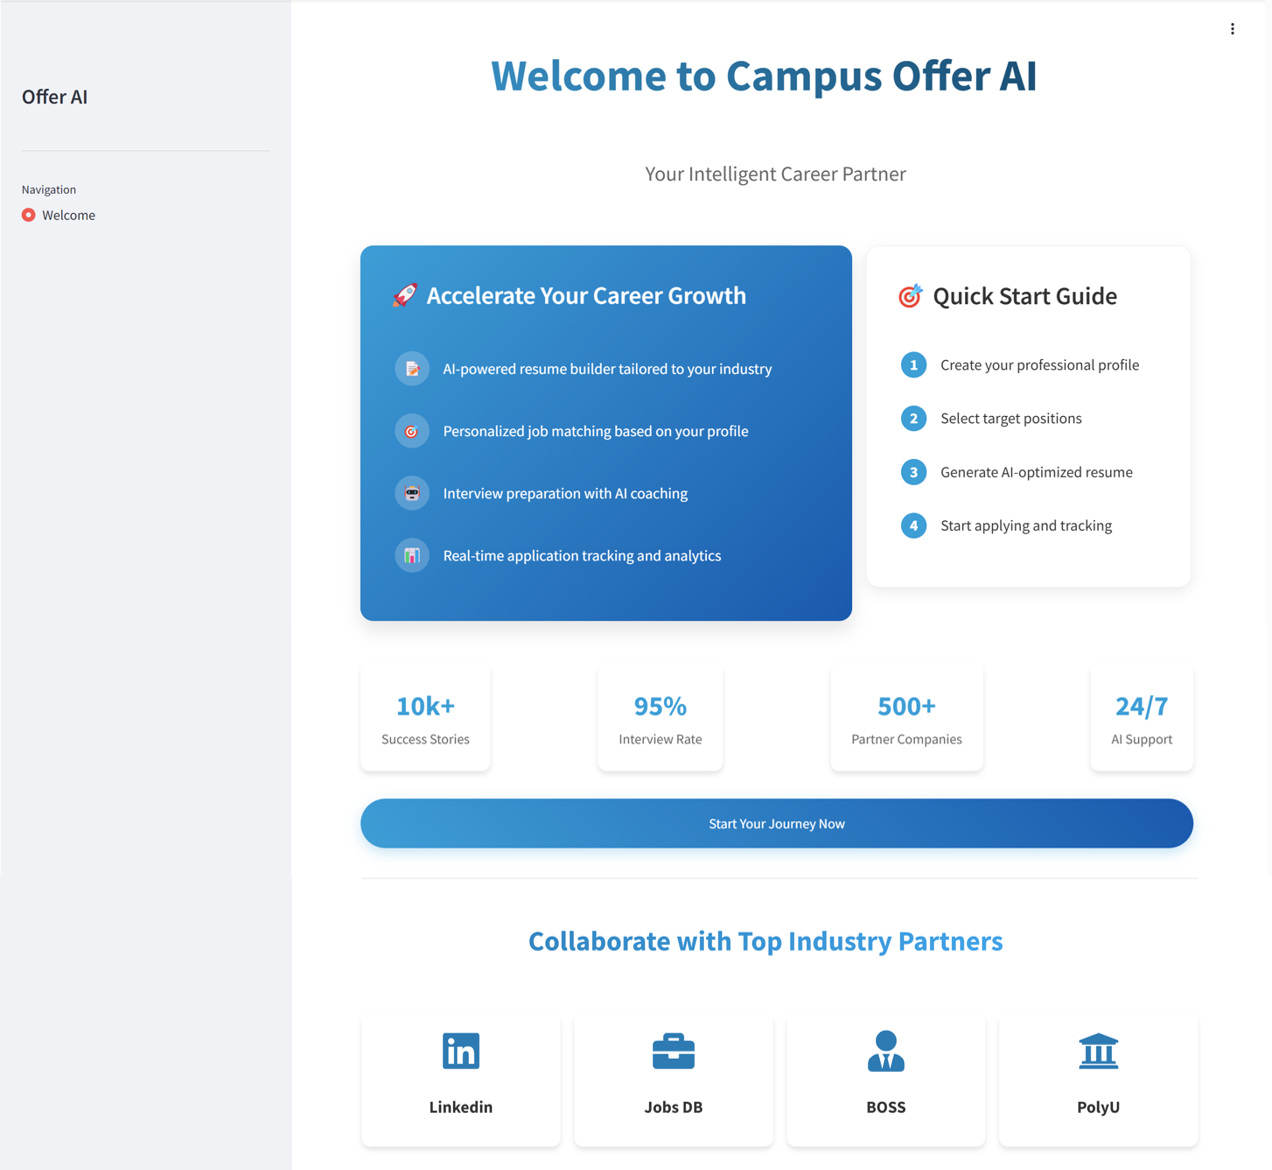 Offer AI
Navigation
Welcome
Welcome to Campus Offer AI
Your Intelligent Career Partner
Accelerate Your Career Growth
AI-powered resume builder tailored to your industry
Personalized job matching based on your profile
Interview preparation with AI coaching
Real-time application tracking and analytics
Quick Start Guide
1 Create your professional profile
2 Select target positions
3 Generate AI-optimized resume
4 Start applying and tracking
10k+
Success Stories
95%
Interview Rate
500+
Partner Companies
24/7
AI Support
Start Your Journey Now
Collaborate with Top Industry Partners
in
Linkedin
Jobs DB
BOSS
PolyU